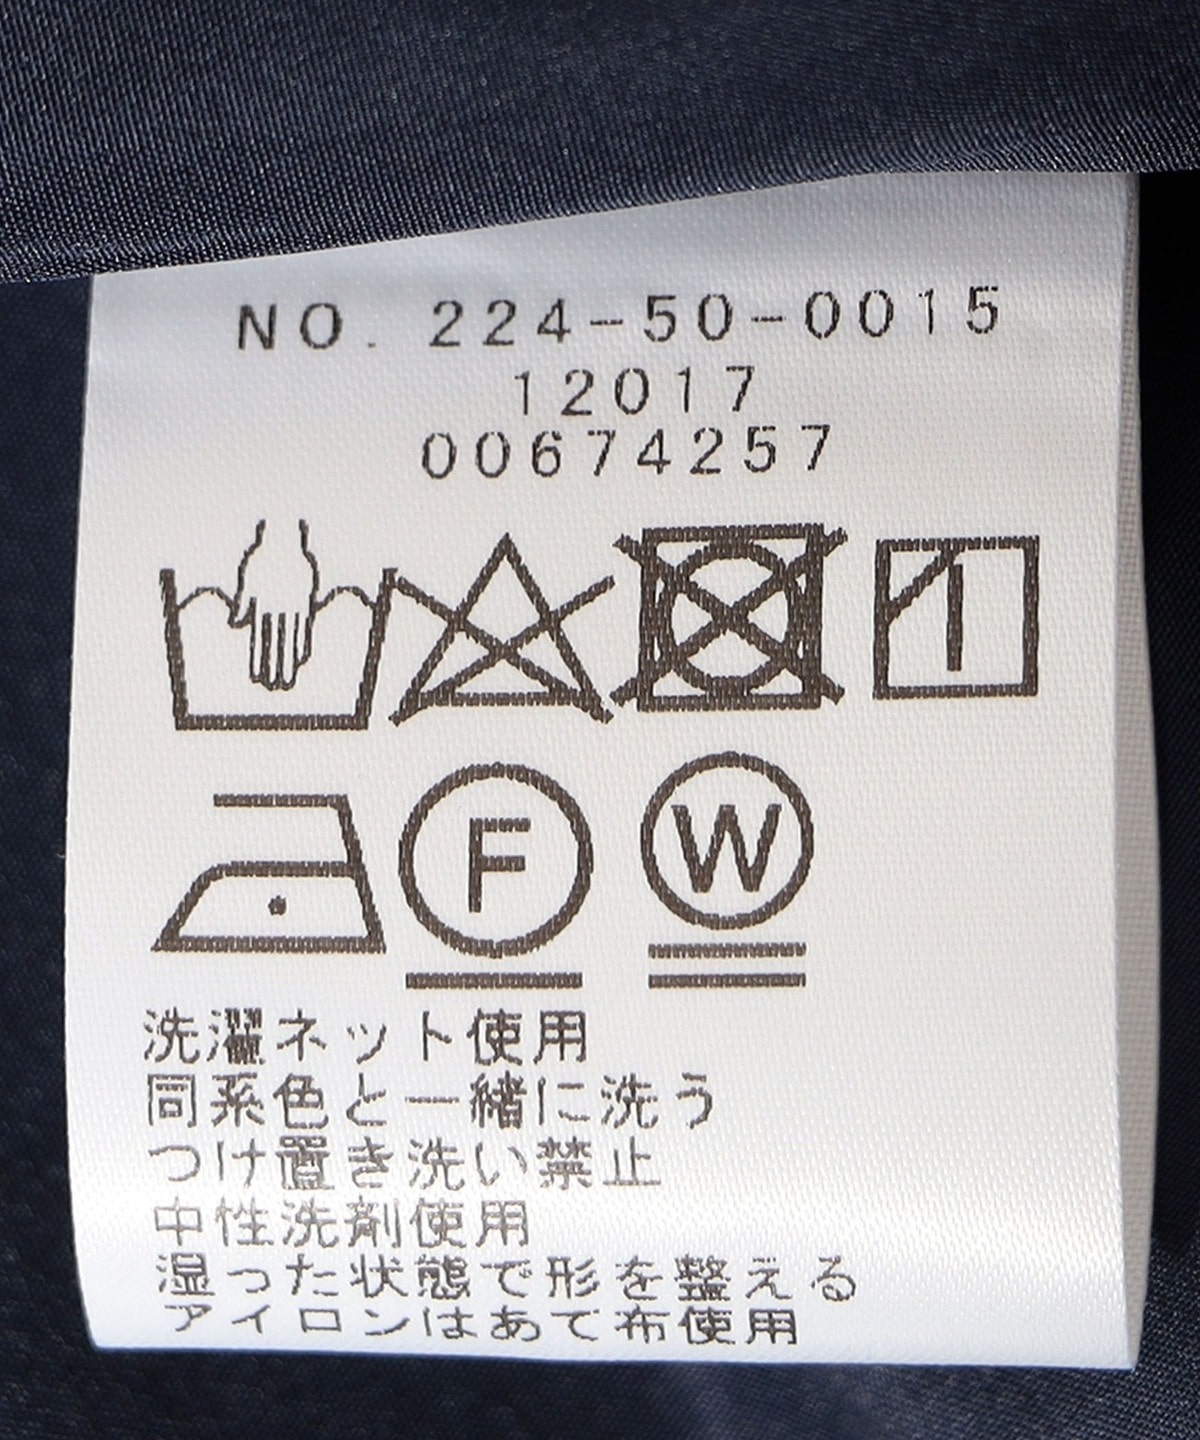 NO. 224-50-0015
12017
00674257
F W
洗濯ネット使用
同系色と一緒に洗う
つけ置き洗い禁止
中性洗剤使用
湿った状態で形を整える
アイロンはあて布使用